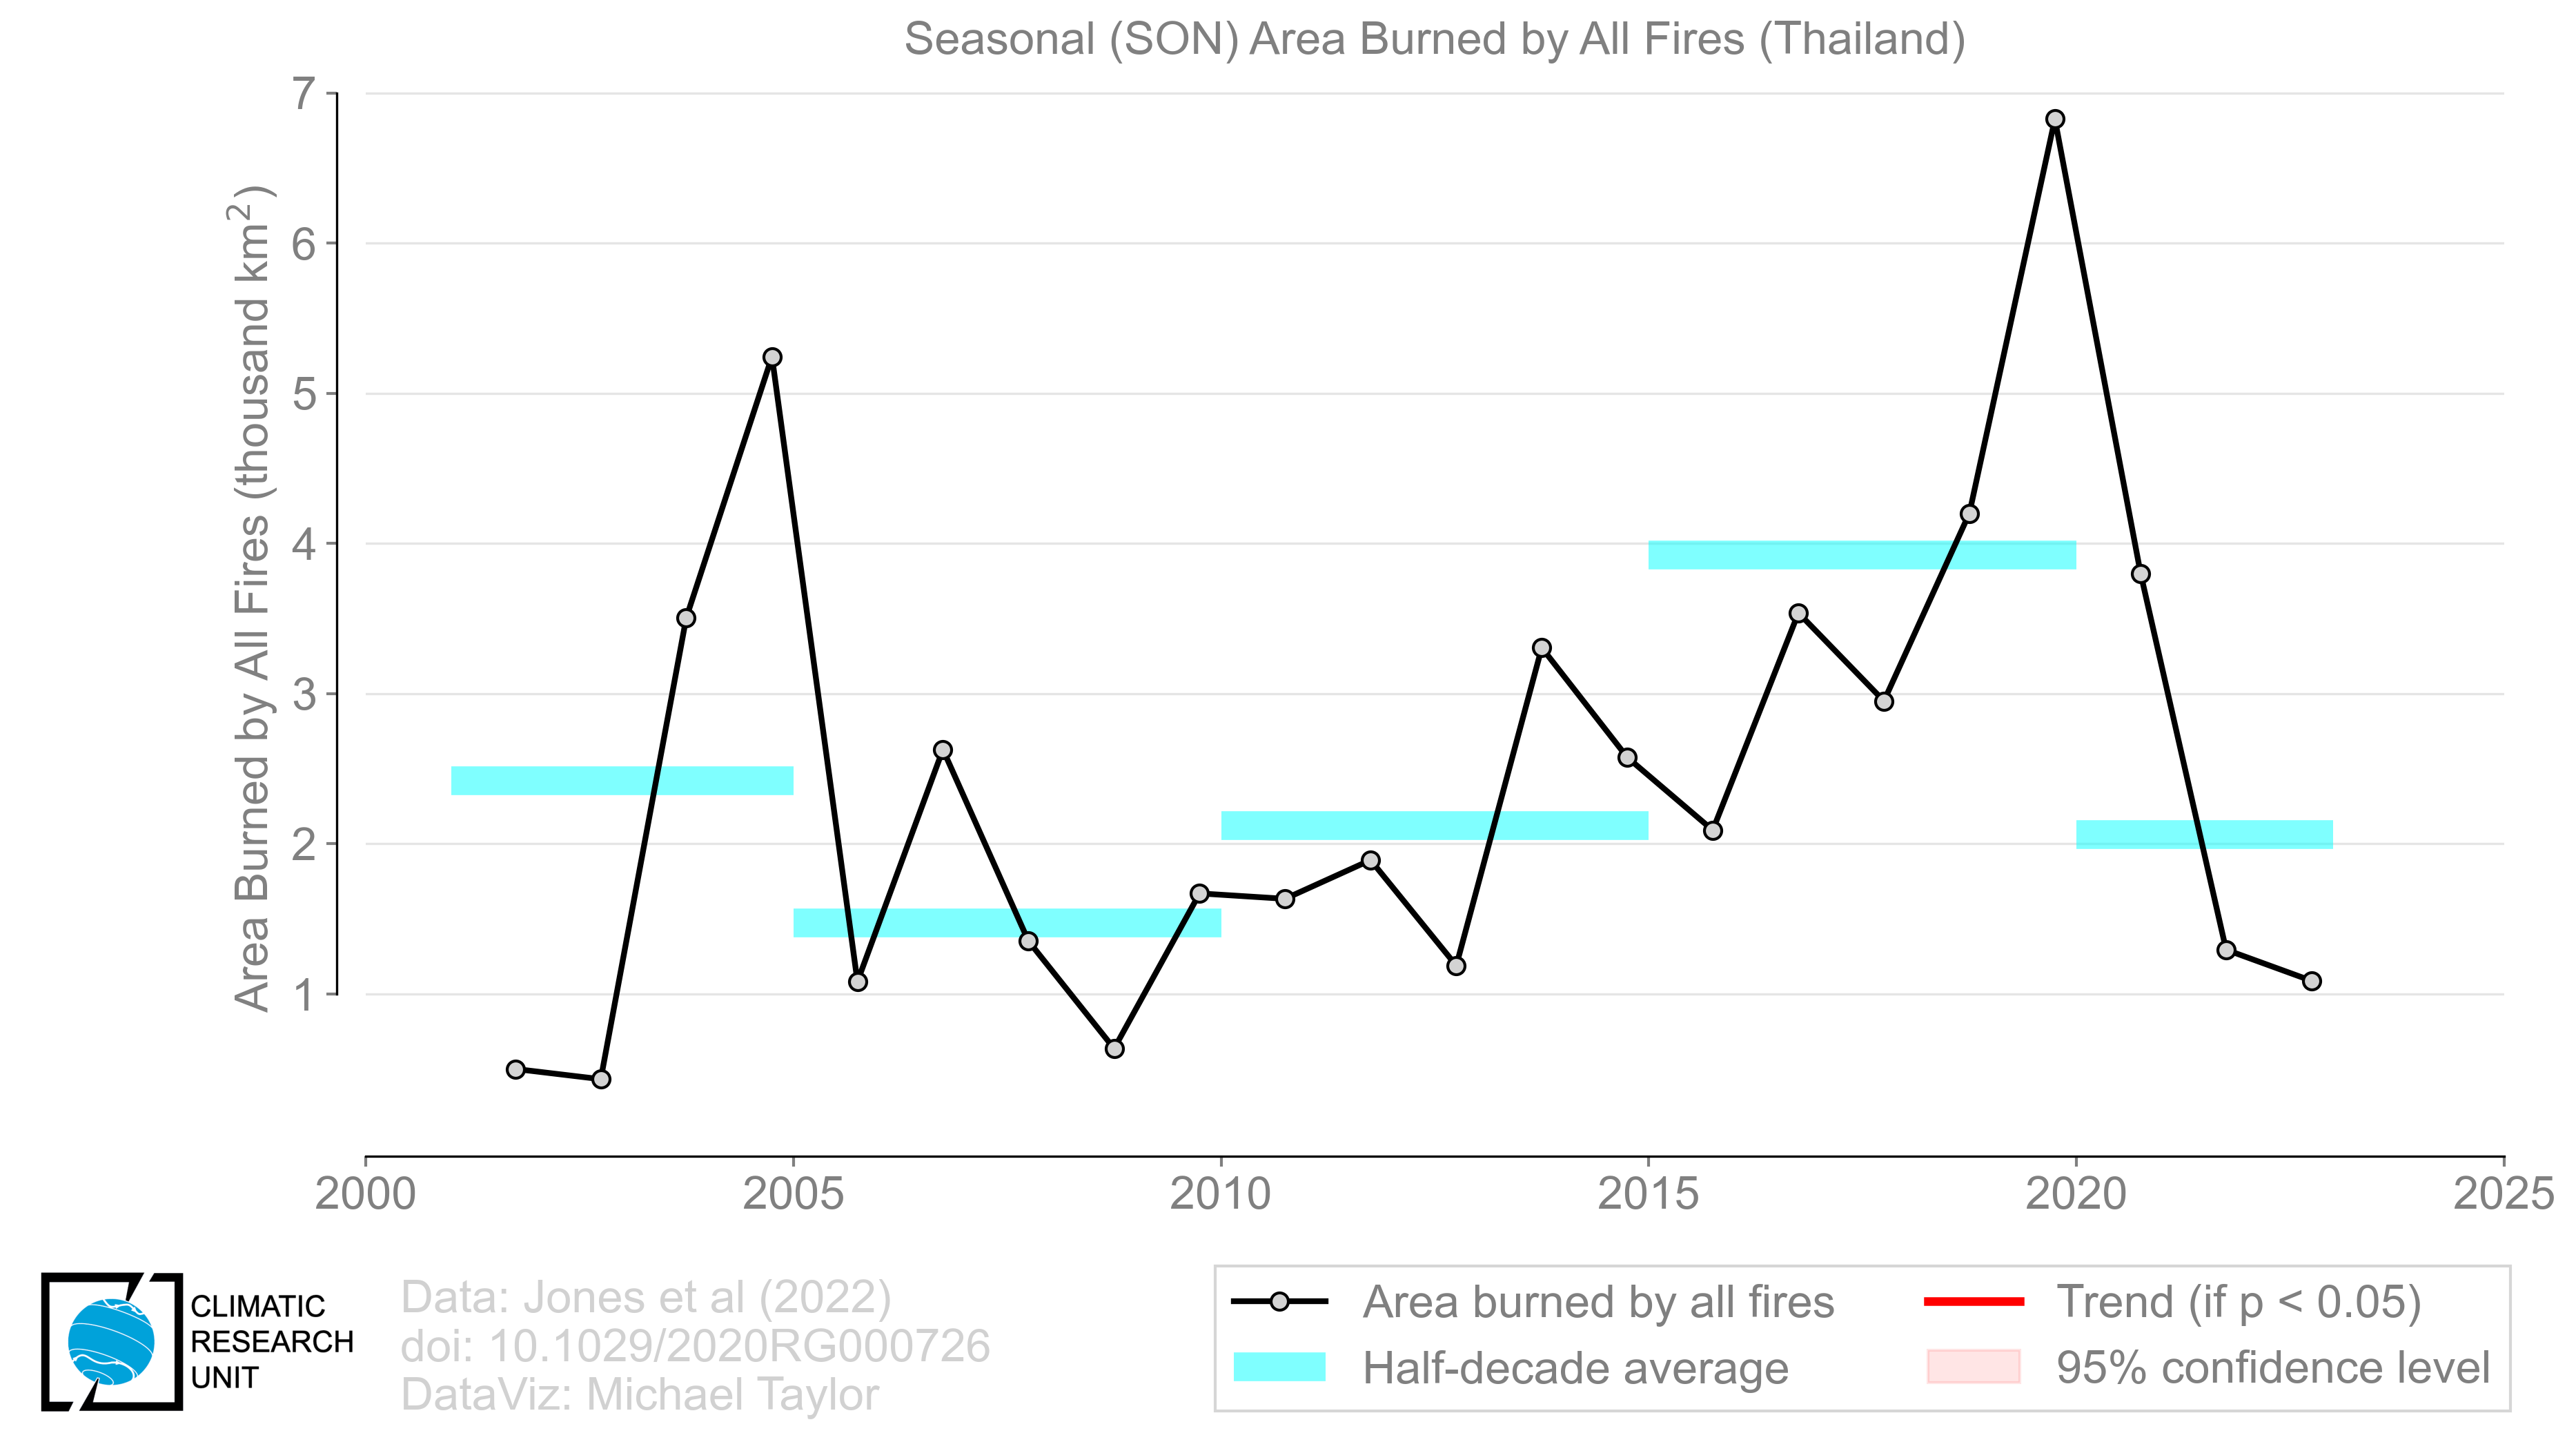 Seasonal (SON) Area Burned by All Fires (Thailand)
Area Burned by All Fires (thousand km²)
7
6
5
4
3
2
1
2000 2005 2010 2015 2020 2025
CLIMATIC
RESEARCH
UNIT
Data: Jones et al (2022)
doi: 10.1029/2020RG000726
DataViz: Michael Taylor
Area burned by all fires
Half-decade average
Trend (if p < 0.05)
95% confidence level